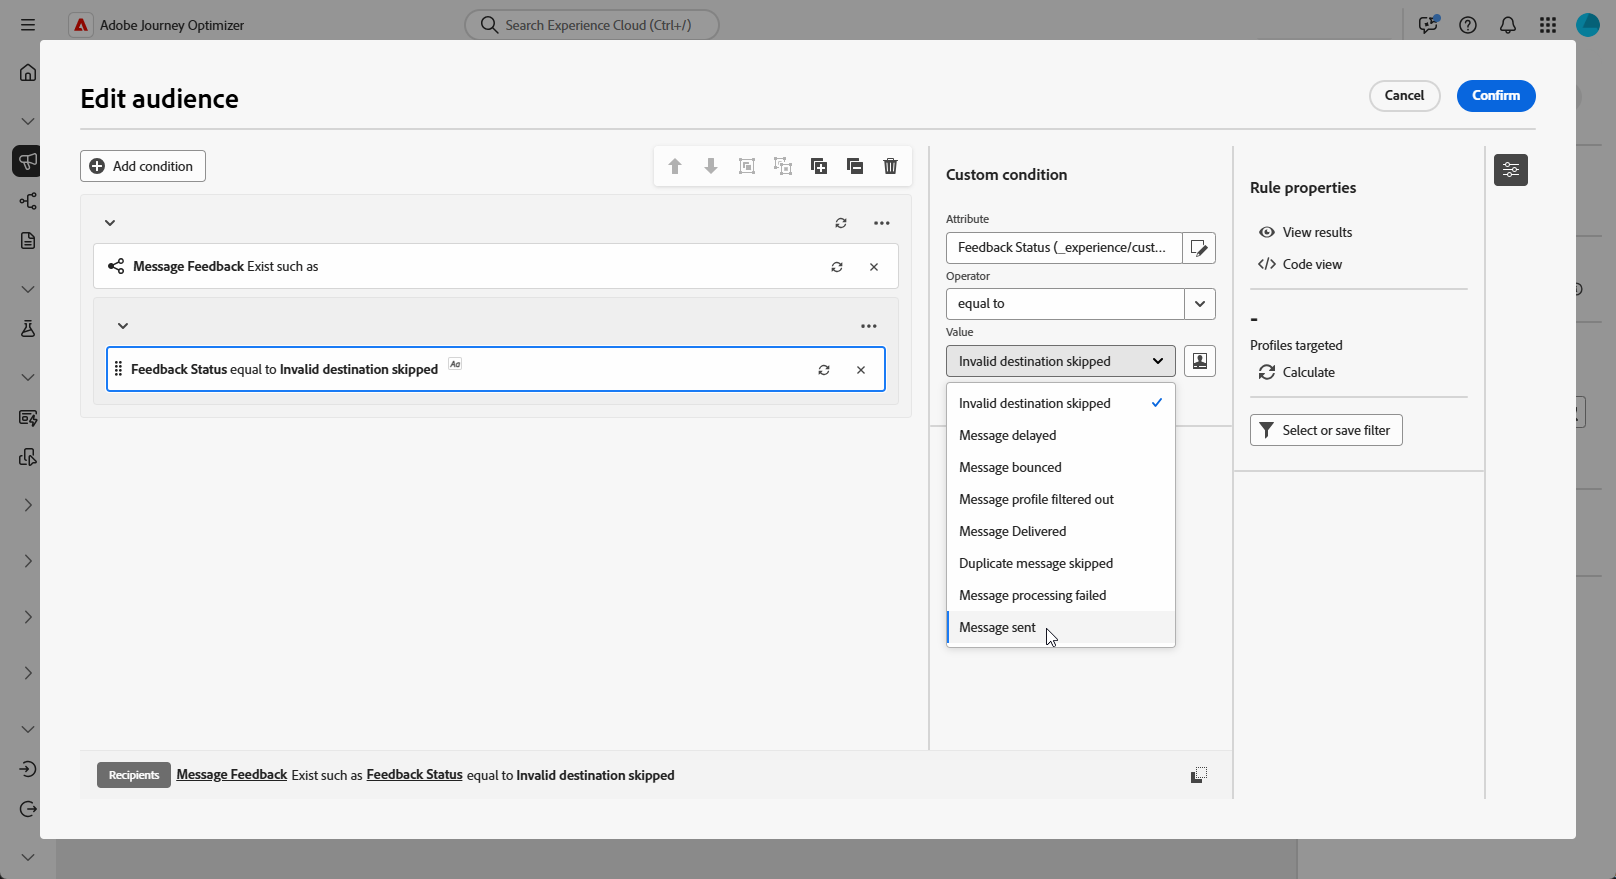 Adobe Journey Optimizer
Search Experience Cloud (Ctrl+/)
Edit audience
Cancel
Confirm
Add condition
Message Feedback Exist such as
Feedback Status equal to Invalid destination skipped
Aa
Custom condition
Attribute
Feedback Status (_experience/cust...
Operator
equal to
Value
Invalid destination skipped
Invalid destination skipped
Message delayed
Message bounced
Message profile filtered out
Message Delivered
Duplicate message skipped
Message processing failed
Message sent
Rule properties
View results
Code view
-
Profiles targeted
Calculate
Select or save filter
Recipients Message Feedback Exist such as Feedback Status equal to Invalid destination skipped